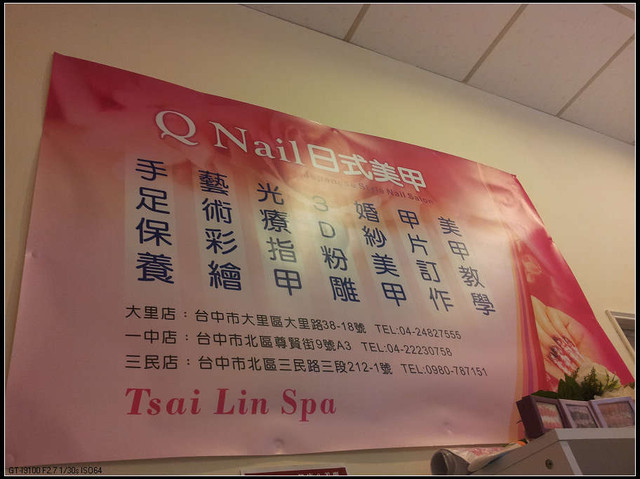 Q Nail日式美甲
手足保養
藝術彩繪
光療指甲
3D粉雕
婚紗美甲
甲片訂作
美甲教學
大里店：台中市大里區大里路38-18號 TEL:04-24827555
一中店：台中市北區尊賢街9號A3 TEL:04-22230758
三民店：台中市北區三民路三段212-1號 TEL:0980-787151
Tsai Lin Spa
GT-I9100 F2.7 1/30s ISO64